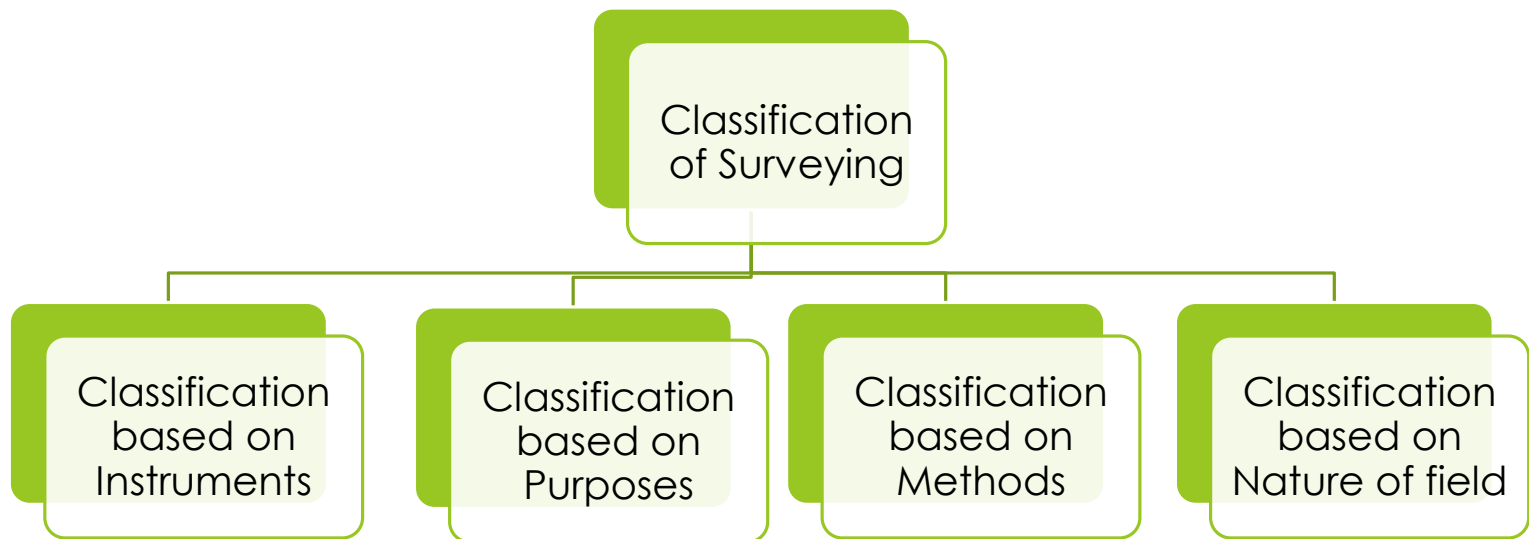 Classification
of Surveying
Classification
based on
Instruments
Classification
based on
Purposes
Classification
based on
Methods
Classification
based on
Nature of field